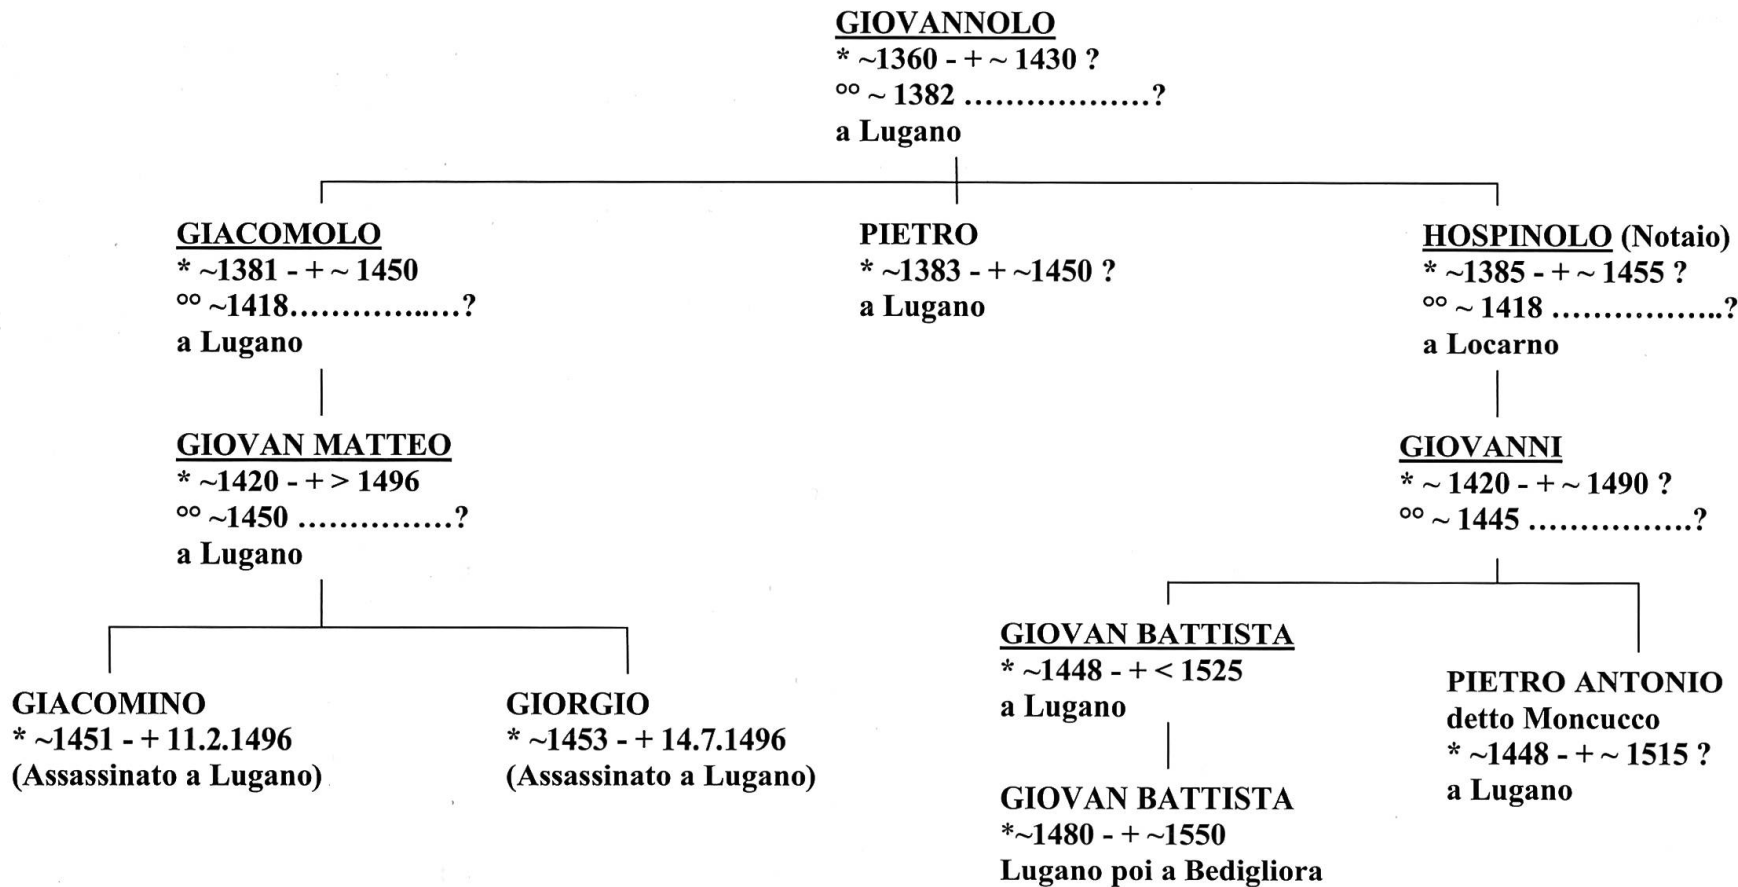 GIOVANNOLO
* ~1360 - + ~ 1430 ?
°° ~ 1382 ………………?
a Lugano
GIACOMOLO
* ~1381 - + ~ 1450
°° ~1418…………..…?
a Lugano
PIETRO
* ~1383 - + ~1450 ?
a Lugano
HOSPINOLO (Notaio)
* ~1385 - + ~ 1455 ?
°° ~ 1418 ……………..?
a Locarno
GIOVAN MATTEO
* ~1420 - + > 1496
°° ~1450 ……………?
a Lugano
GIOVANNI
* ~ 1420 - + ~ 1490 ?
°° ~ 1445 …………….?
GIACOMINO
* ~1451 - + 11.2.1496
(Assassinato a Lugano)
GIORGIO
* ~1453 - + 14.7.1496
(Assassinato a Lugano)
GIOVAN BATTISTA
* ~1448 - + < 1525
a Lugano
PIETRO ANTONIO
detto Moncucco
* ~1448 - + ~ 1515 ?
a Lugano
GIOVAN BATTISTA
*~1480 - + ~1550
Lugano poi a Bedigliora